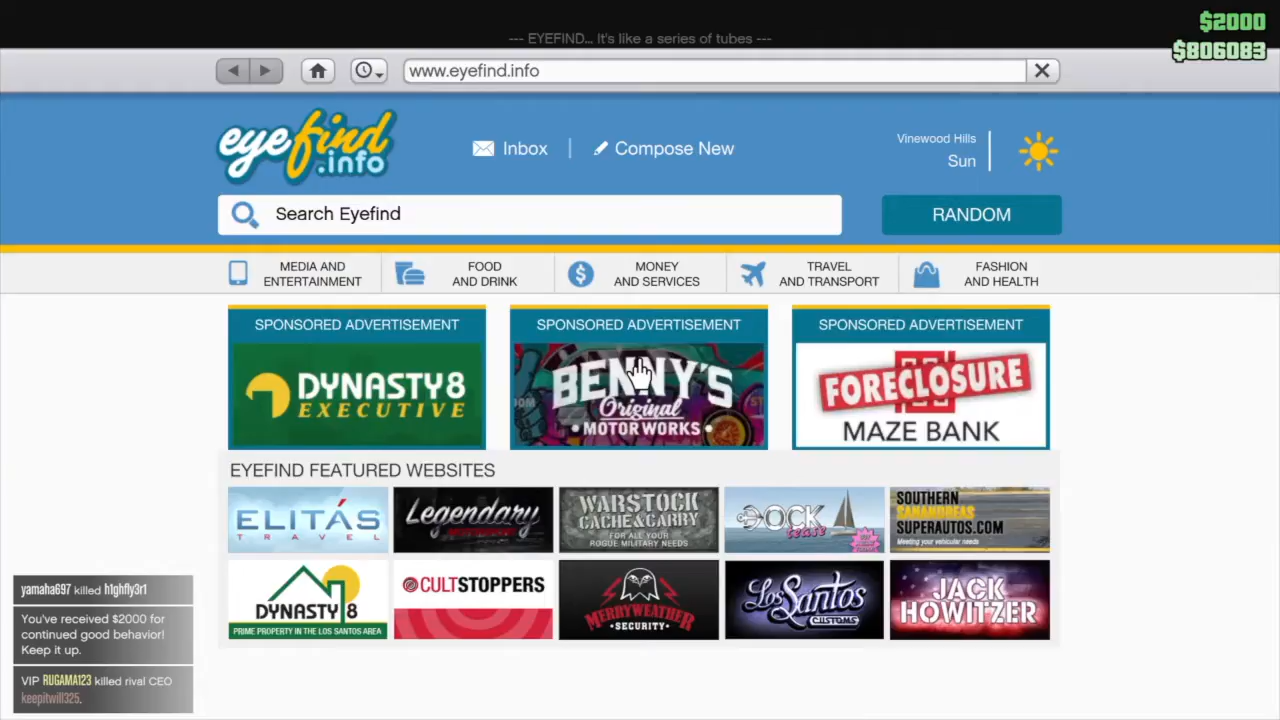 $2000
--- EYEFIND... It's like a series of tubes ---
$806083
www.eyefind.info
eyefind
.info
Inbox
Compose New
Vinewood Hills
Sun
Search Eyefind
RANDOM
MEDIA AND
ENTERTAINMENT
FOOD
AND DRINK
MONEY
AND SERVICES
TRAVEL
AND TRANSPORT
FASHION
AND HEALTH
SPONSORED ADVERTISEMENT
DYNASTY 8
EXECUTIVE
SPONSORED ADVERTISEMENT
BENNY'S
Original
MOTOR WORKS
SPONSORED ADVERTISEMENT
FORECLOSURE
MAZE BANK
EYEFIND FEATURED WEBSITES
ELITÁS
TRAVEL
Legendary
WARSTOCK
CACHE & CARRY
FOR ALL YOUR
ROGUE MILITARY NEEDS
DOCK
tease
SOUTHERN
SANANDREAS
SUPERAUTOS.COM
Meeting your vehicular needs
DYNASTY 8
PRIME PROPERTY IN THE LOS SANTOS AREA
CULTSTOPPERS
MERRYWEATHER
SECURITY
Los Santos
CUSTOMS
JACK
HOWITZER
yamaha697 killed h1ghfly3r1
You've received $2000 for
continued good behavior!
Keep it up.
VIP RUGAMA123 killed rival CEO
keepitwill325.